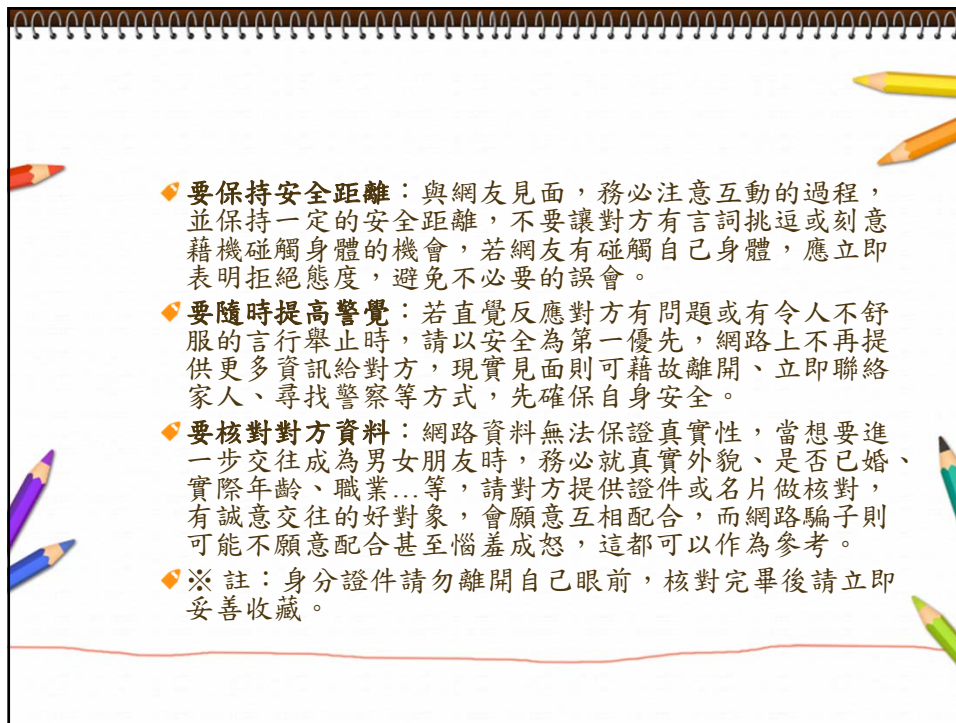 要保持安全距離：與網友見面，務必注意互動的過程，
並保持一定的安全距離，不要讓對方有言詞挑逗或刻意
藉機碰觸身體的機會，若網友有碰觸自己身體，應立即
表明拒絕態度，避免不必要的誤會。
要隨時提高警覺：若直覺反應對方有問題或有令人不舒
服的言行舉止時，請以安全為第一優先，網路上不再提
供更多資訊給對方，現實見面則可藉故離開、立即聯絡
家人、尋找警察等方式，先確保自身安全。
要核對對方資料：網路資料無法保證真實性，當想要進
一步交往成為男女朋友時，務必就真實外貌、是否已婚、
實際年齡、職業…等，請對方提供證件或名片做核對，
有誠意交往的好對象，會願意互相配合，而網路騙子則
可能不願意配合甚至惱羞成怒，這都可以作為參考。
※ 註：身分證件請勿離開自己眼前，核對完畢後請立即
妥善收藏。